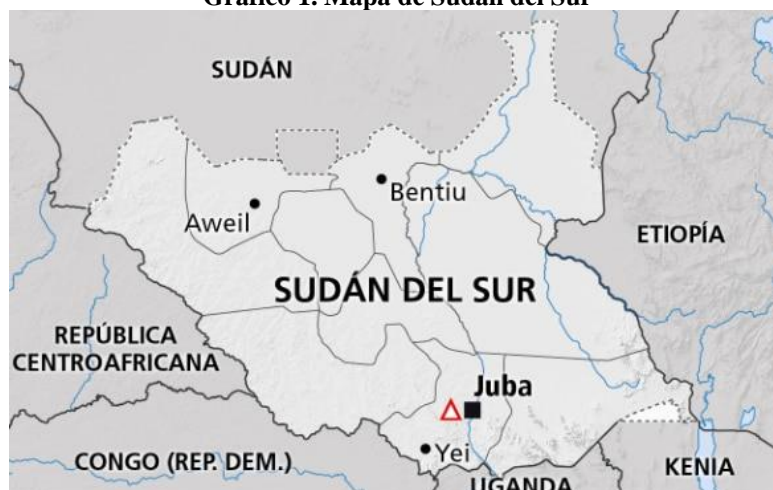 Gráfico 1. Mapa de Sudán del Sur
SUDÁN
Bentiu
Aweil
ETIOPÍA
SUDÁN DEL SUR
REPÚBLICA
CENTROAFRICANA
Juba
Yei
CONGO (REP. DEM.)
KENIA
UGANDA